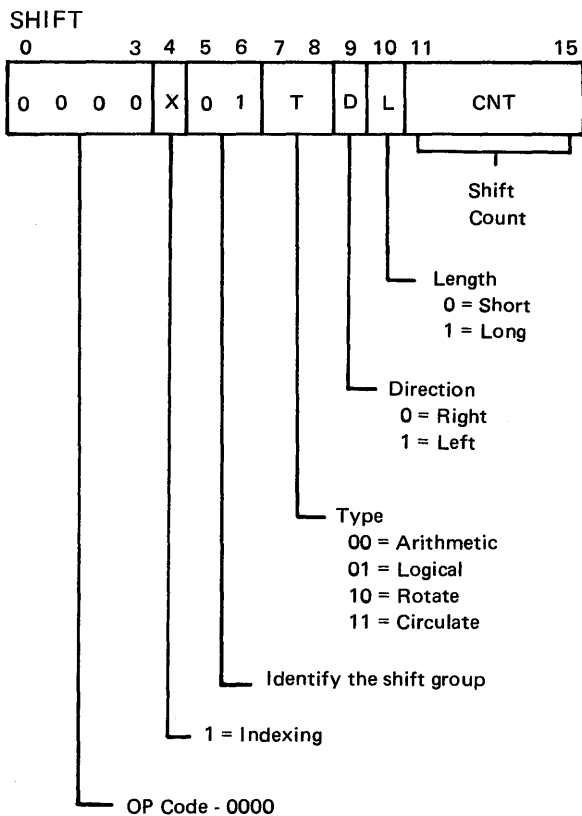 SHIFT
0 3 4 5 6 7 8 9 10 11 15
0 0 0 0 X 0 1 T D L CNT
Shift
Count
Length
0 = Short
1 = Long
Direction
0 = Right
1 = Left
Type
00 = Arithmetic
01 = Logical
10 = Rotate
11 = Circulate
Identify the shift group
1 = Indexing
OP Code - 0000